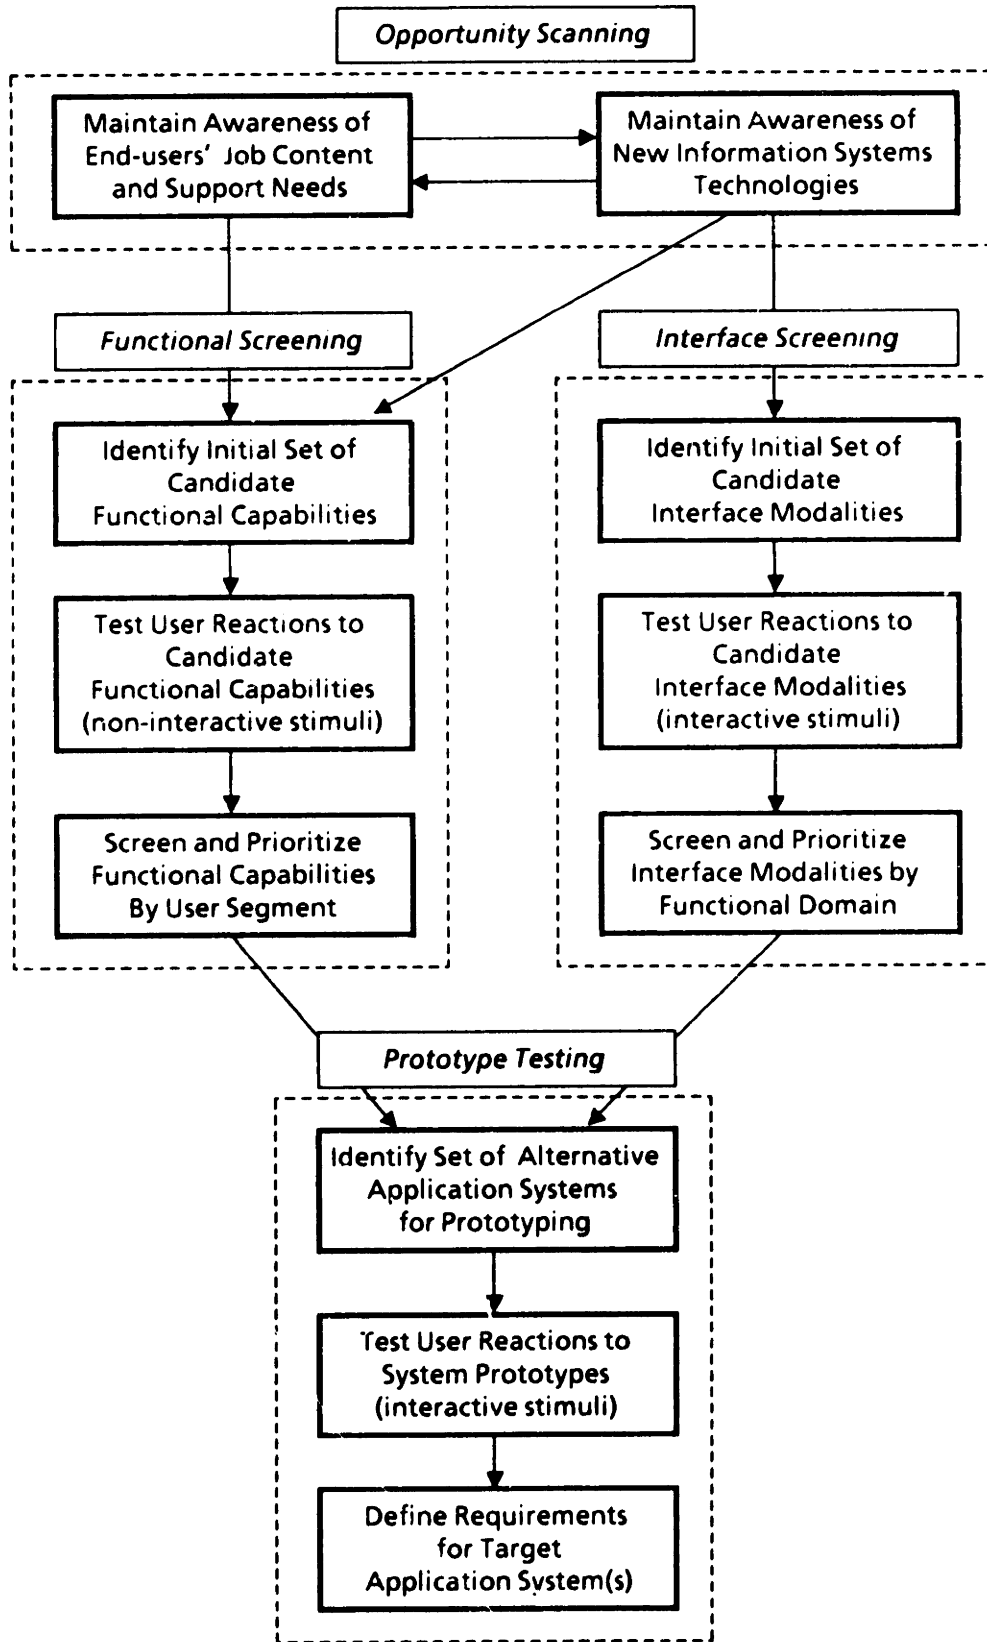 Opportunity Scanning
Maintain Awareness of
End-users' Job Content
and Support Needs
Maintain Awareness of
New Information Systems
Technologies
Functional Screening
Interface Screening
Identify Initial Set of
Candidate
Functional Capabilities
Identify Initial Set of
Candidate
Interface Modalities
Test User Reactions to
Candidate
Functional Capabilities
(non-interactive stimuli)
Test User Reactions to
Candidate
Interface Modalities
(interactive stimuli)
Screen and Prioritize
Functional Capabilities
By User Segment
Screen and Prioritize
Interface Modalities by
Functional Domain
Prototype Testing
Identify Set of Alternative
Application Systems
for Prototyping
Test User Reactions to
System Prototypes
(interactive stimuli)
Define Requirements
for Target
Application System(s)